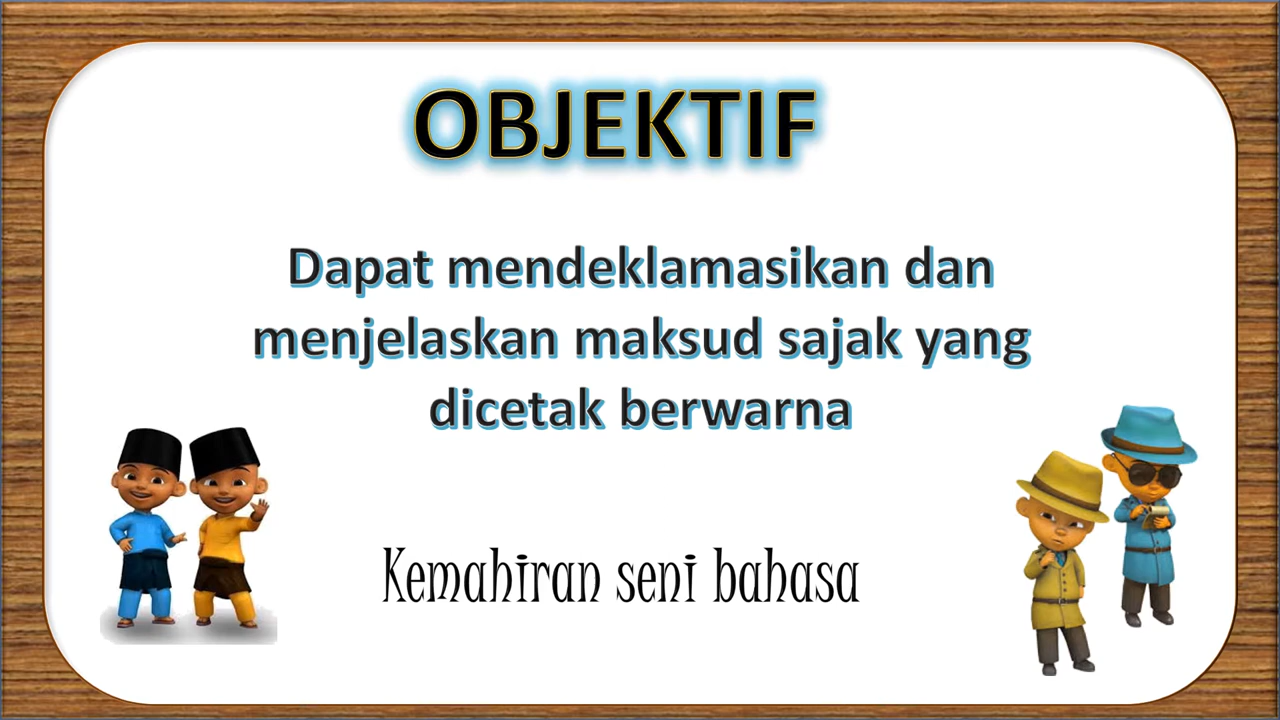 OBJEKTIF
Dapat mendeklamasikan dan
menjelaskan maksud sajak yang
dicetak berwarna
Kemahiran seni bahasa